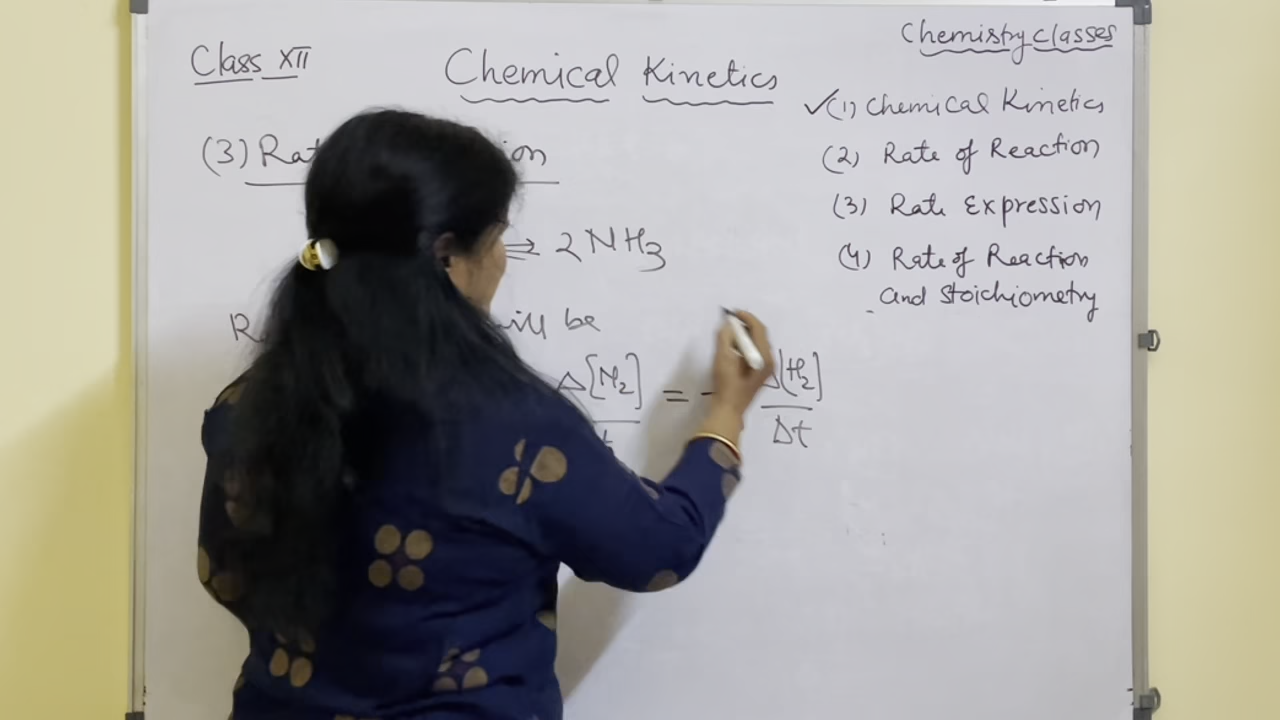 Class XII
Chemical Kinetics
Chemistry classes
✓(1) Chemical Kinetics
(2) Rate of Reaction
(3) Rate Expression
(4) Rate of Reaction
and Stoichiometry
(3) Rat ion
⇌ 2NH3
R will be
Δ[N2] = - Δ[H2]
t Δt